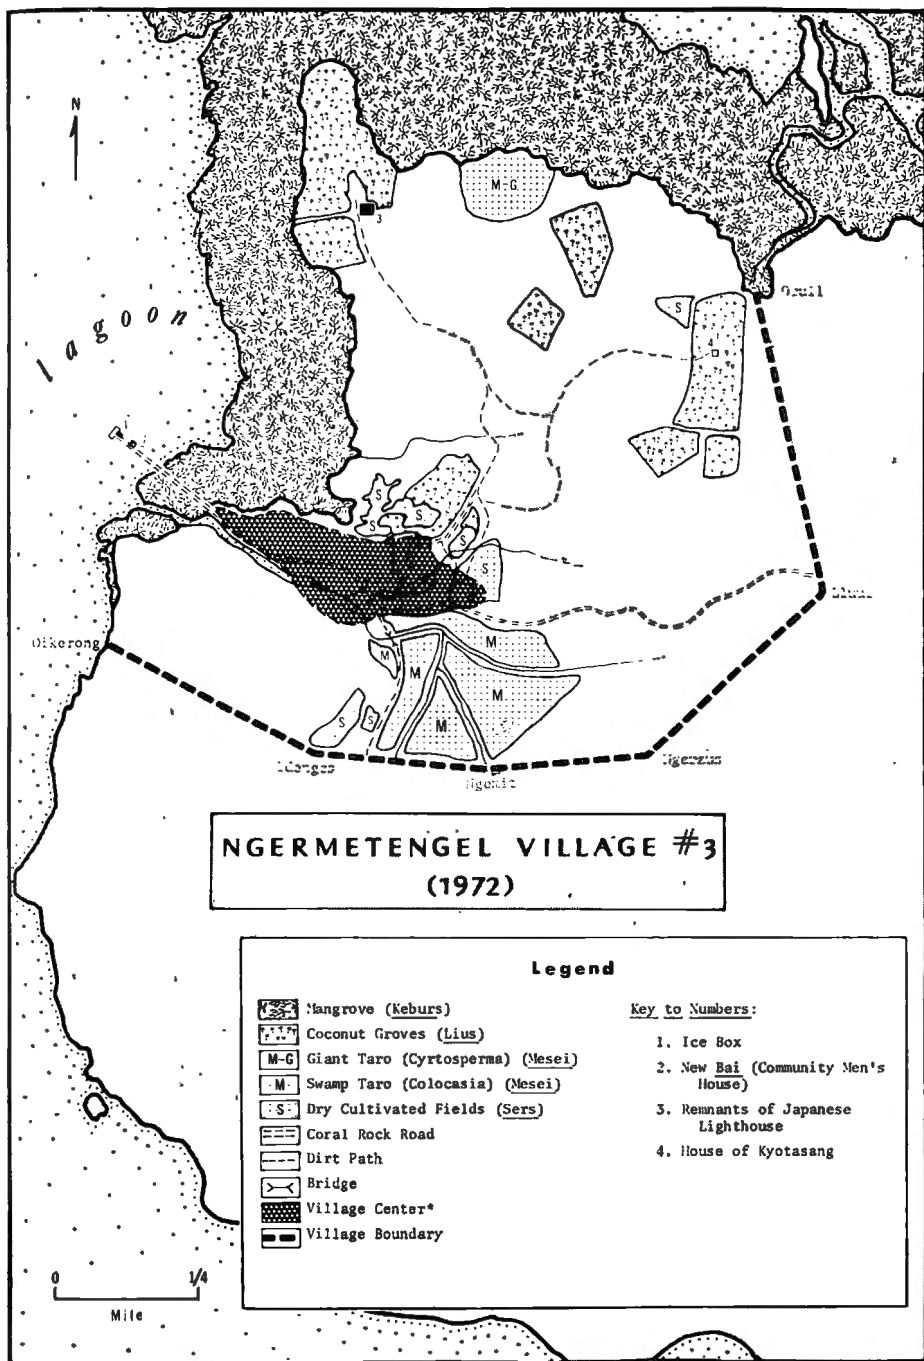 N
M-G
3
S
4
lagoon
S
S
S
S
S
Oikerong
M
M
M
M
M
S
S
NGERMETENGEL VILLAGE #3
(1972)
Legend
Mangrove (Keburs)
Coconut Groves (Lius)
M-G Giant Taro (Cyrtosperma) (Mesei)
M Swamp Taro (Colocasia) (Mesei)
S Dry Cultivated Fields (Sers)
Coral Rock Road
Dirt Path
Bridge
Village Center*
Village Boundary
Key to Numbers:
1. Ice Box
2. New Bai (Community Men's
House)
3. Remnants of Japanese
Lighthouse
4. House of Kyotasang
0 1/4
Mile